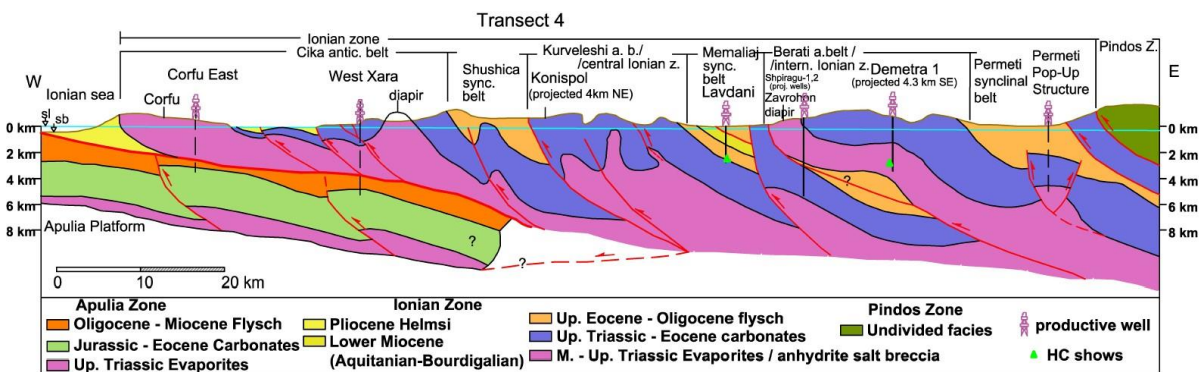 Transect 4
Ionian zone
Pindos Z.
Cika antic. belt
Kurveleshi a. b./
/central Ionian z.
Memaliaj
sync.
belt
Lavdani
Berati a.belt /
/intern. Ionian z.
Shpiragu-1,2
(proj. wells)
Zavrohon
diapir
Demetra 1
(projected 4.3 km SE)
Permeti
synclinal
belt
Permeti
Pop-Up
Structure
W
E
Ionian sea
sl
sb
Corfu East
Corfu
West Xara
diapir
Shushica
sync.
belt
Konispol
(projected 4km NE)
0 km
2 km
4 km
6 km
8 km
0 km
2 km
4 km
6 km
8 km
Apulia Platform
?
?
?
0 10 20 km
Apulia Zone
Oligocene - Miocene Flysch
Jurassic - Eocene Carbonates
Up. Triassic Evaporites
Ionian Zone
Pliocene Helmsi
Lower Miocene
(Aquitanian-Bourdigalian)
Up. Eocene - Oligocene flysch
Up. Triassic - Eocene carbonates
M. - Up. Triassic Evaporites / anhydrite salt breccia
Pindos Zone
Undivided facies
productive well
HC shows